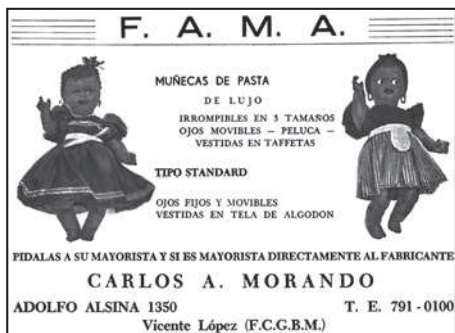 F. A. M. A.
MUÑECAS DE PASTA
DE LUJO
IRROMPIBLES EN 3 TAMAÑOS
OJOS MOVIBLES – PELUCA –
VESTIDAS EN TAFFETAS
TIPO STANDARD
OJOS FIJOS Y MOVIBLES
VESTIDAS EN TELA DE ALGODON
PIDALAS A SU MAYORISTA Y SI ES MAYORISTA DIRECTAMENTE AL FABRICANTE
CARLOS A. MORANDO
ADOLFO ALSINA 1350 T. E. 791 - 0100
Vicente López (F.C.G.B.M.)